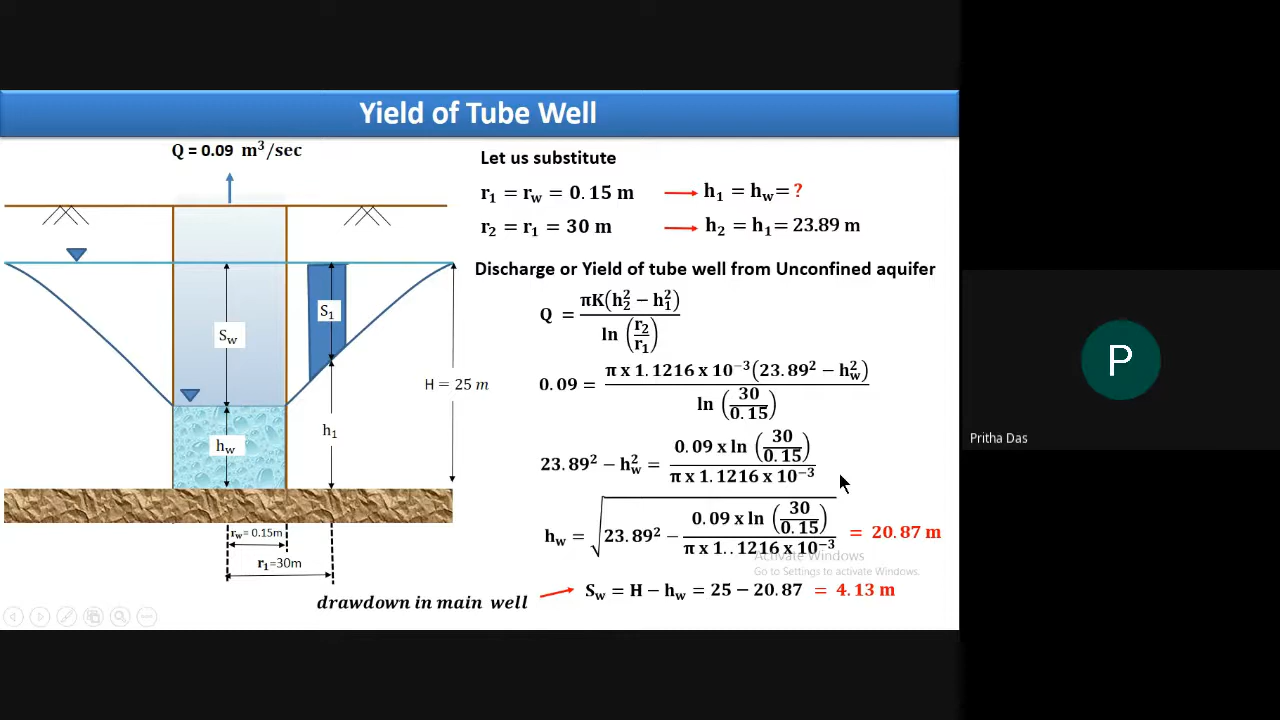 Yield of Tube Well
Q = 0.09 m³/sec
Let us substitute
r₁ = r_w = 0.15 m → h₁ = h_w = ?
r₂ = r₁ = 30 m → h₂ = h₁ = 23.89 m
Discharge or Yield of tube well from Unconfined aquifer
Q = πK(h₂² − h₁²) / ln (r₂/r₁)
0.09 = π x 1.1216 x 10⁻³(23.89² − h_w²) / ln (30/0.15)
23.89² − h_w² = 0.09 x ln (30/0.15) / π x 1.1216 x 10⁻³
h_w = √(23.89² − 0.09 x ln (30/0.15) / π x 1..1216 x 10⁻³) = 20.87 m
Activate Windows
Go to Settings to activate Windows.
drawdown in main well → S_w = H − h_w = 25 − 20.87 = 4.13 m
S₁
S_w
H = 25 m
h₁
h_w
r_w= 0.15m
r₁=30m
P
Pritha Das